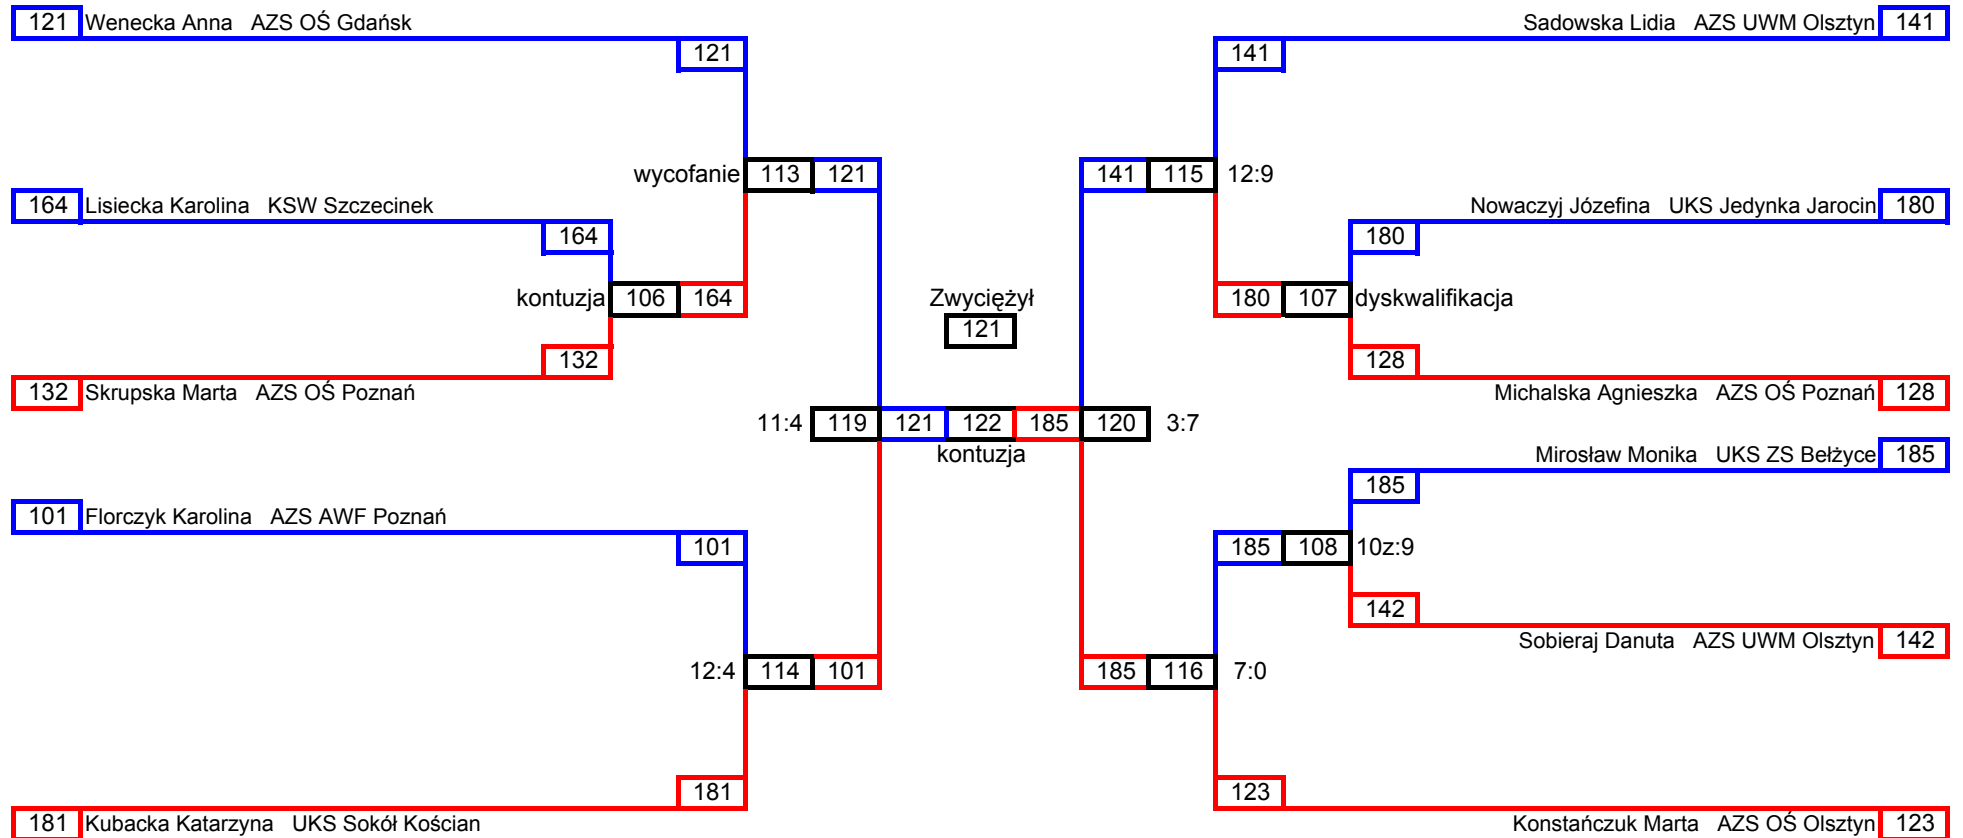 121 Wenecka Anna AZS OŚ Gdańsk
Sadowska Lidia AZS UWM Olsztyn 141
121
141
wycofanie 113 121
141 115 12:9
164 Lisiecka Karolina KSW Szczecinek
Nowaczyj Józefina UKS Jedynka Jarocin 180
164
180
kontuzja 106 164
Zwyciężył
180 107 dyskwalifikacja
121
132
128
132 Skrupska Marta AZS OŚ Poznań
Michalska Agnieszka AZS OŚ Poznań 128
11:4 119 121 122 185 120 3:7
kontuzja
Mirosław Monika UKS ZS Bełżyce 185
185
101 Florczyk Karolina AZS AWF Poznań
101
185 108 10z:9
142
Sobieraj Danuta AZS UWM Olsztyn 142
12:4 114 101
185 116 7:0
181
123
181 Kubacka Katarzyna UKS Sokół Kościan
Konstańczuk Marta AZS OŚ Olsztyn 123